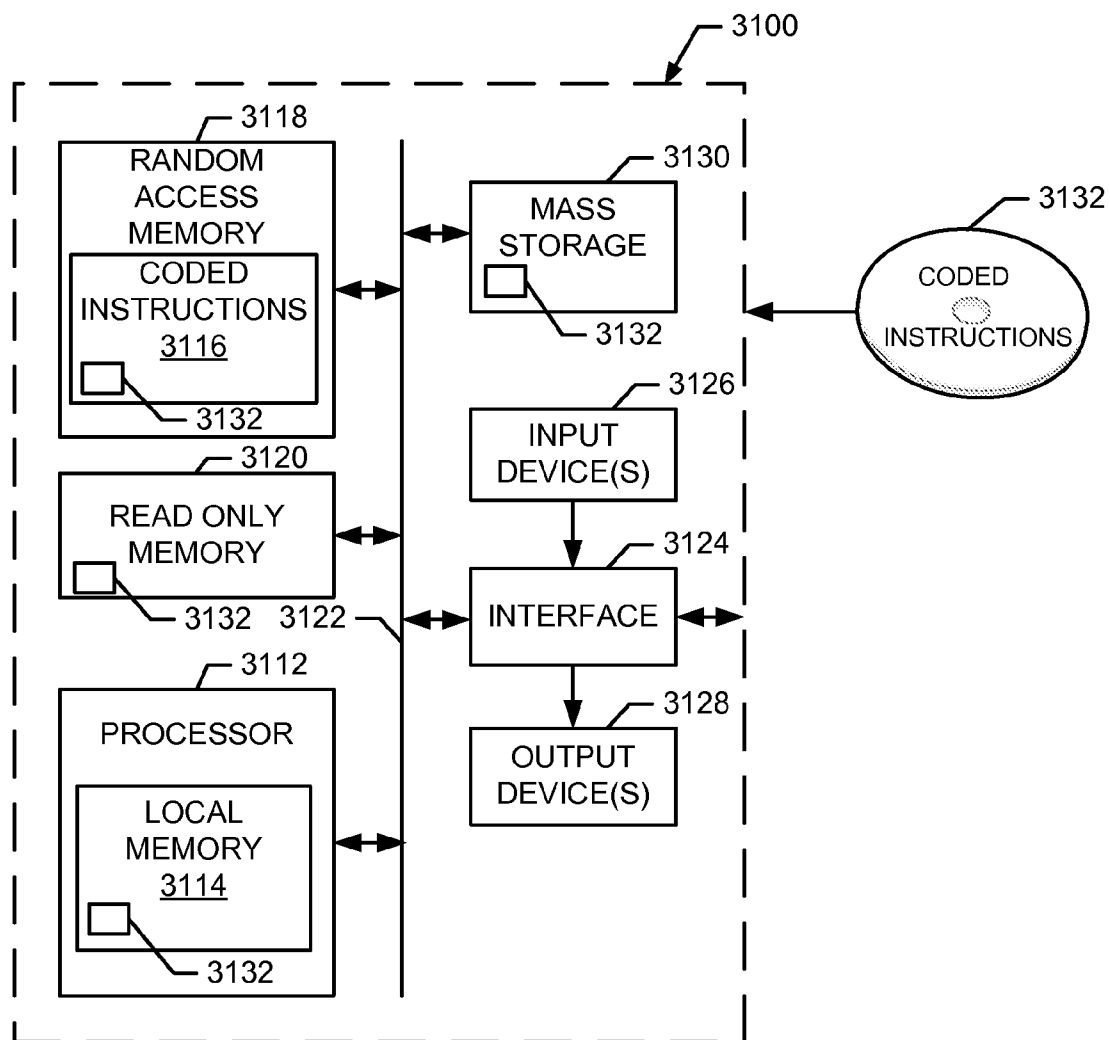 3100
3118
RANDOM
ACCESS
MEMORY
CODED
INSTRUCTIONS
3116
3132
3120
READ ONLY
MEMORY
3132
3122
3112
PROCESSOR
LOCAL
MEMORY
3114
3132
3130
MASS
STORAGE
3132
3126
INPUT
DEVICE(S)
3124
INTERFACE
3128
OUTPUT
DEVICE(S)
3132
CODED
INSTRUCTIONS